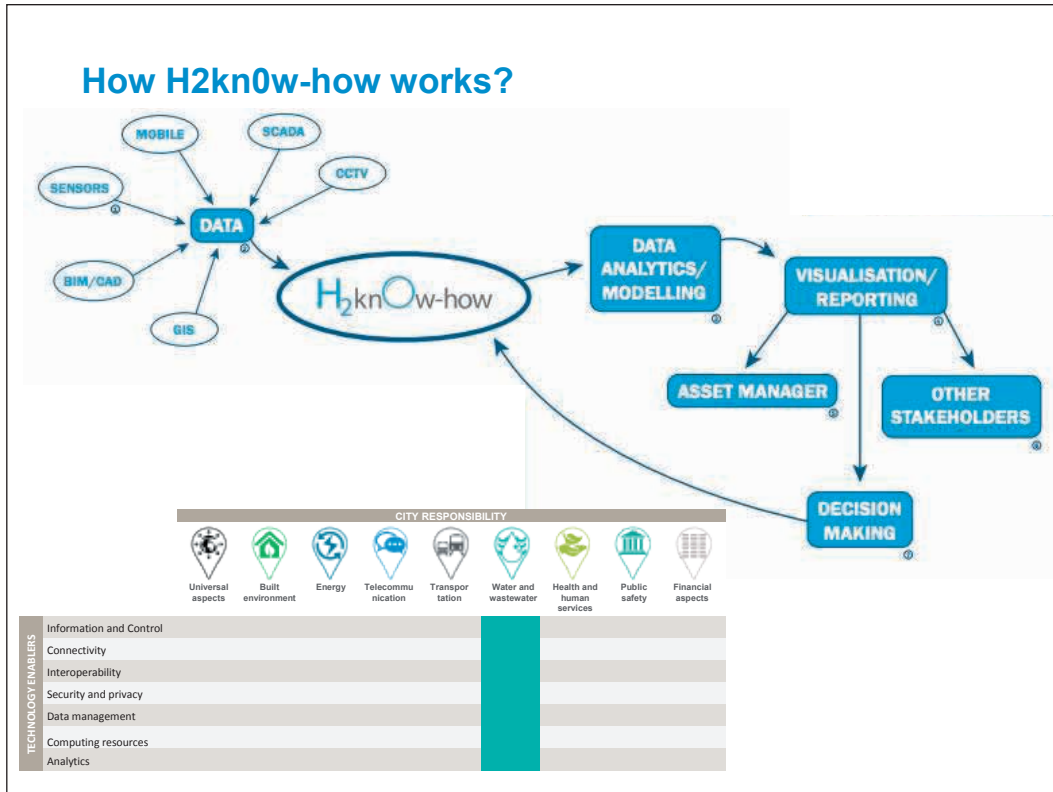 How H2kn0w-how works?
MOBILE
SCADA
SENSORS
CCTV
DATA
BIM/CAD
GIS
H2knOw-how
DATA
ANALYTICS/
MODELLING
VISUALISATION/
REPORTING
ASSET MANAGER
OTHER
STAKEHOLDERS
DECISION
MAKING
CITY RESPONSIBILITY
Universal
aspects
Built
environment
Energy
Telecommu
nication
Transpor
tation
Water and
wastewater
Health and
human
services
Public
safety
Financial
aspects
TECHNOLOGY ENABLERS
Information and Control
Connectivity
Interoperability
Security and privacy
Data management
Computing resources
Analytics